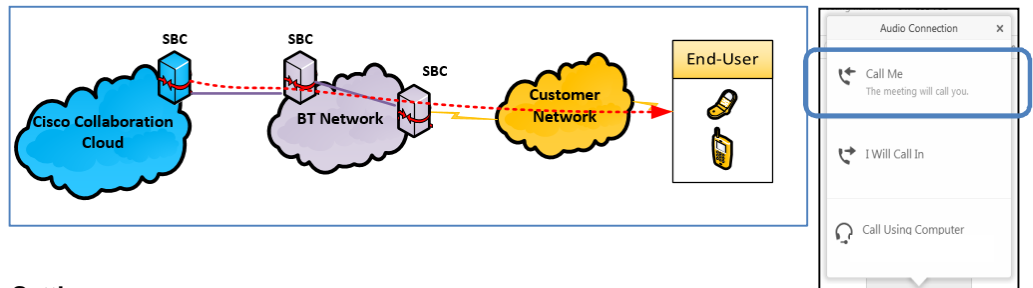 SBC
SBC
SBC
Cisco Collaboration
Cloud
BT Network
Customer
Network
End-User
Audio Connection
x
Call Me
The meeting will call you.
I Will Call In
Call Using Computer